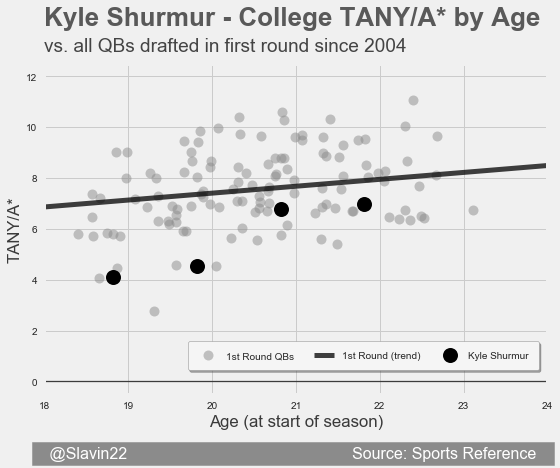 Kyle Shurmur - College TANY/A* by Age
vs. all QBs drafted in first round since 2004
12
10
8
6
4
2
0
TANY/A*
1st Round QBs
1st Round (trend)
Kyle Shurmur
18
19
20
21
22
23
24
Age (at start of season)
@Slavin22
Source: Sports Reference